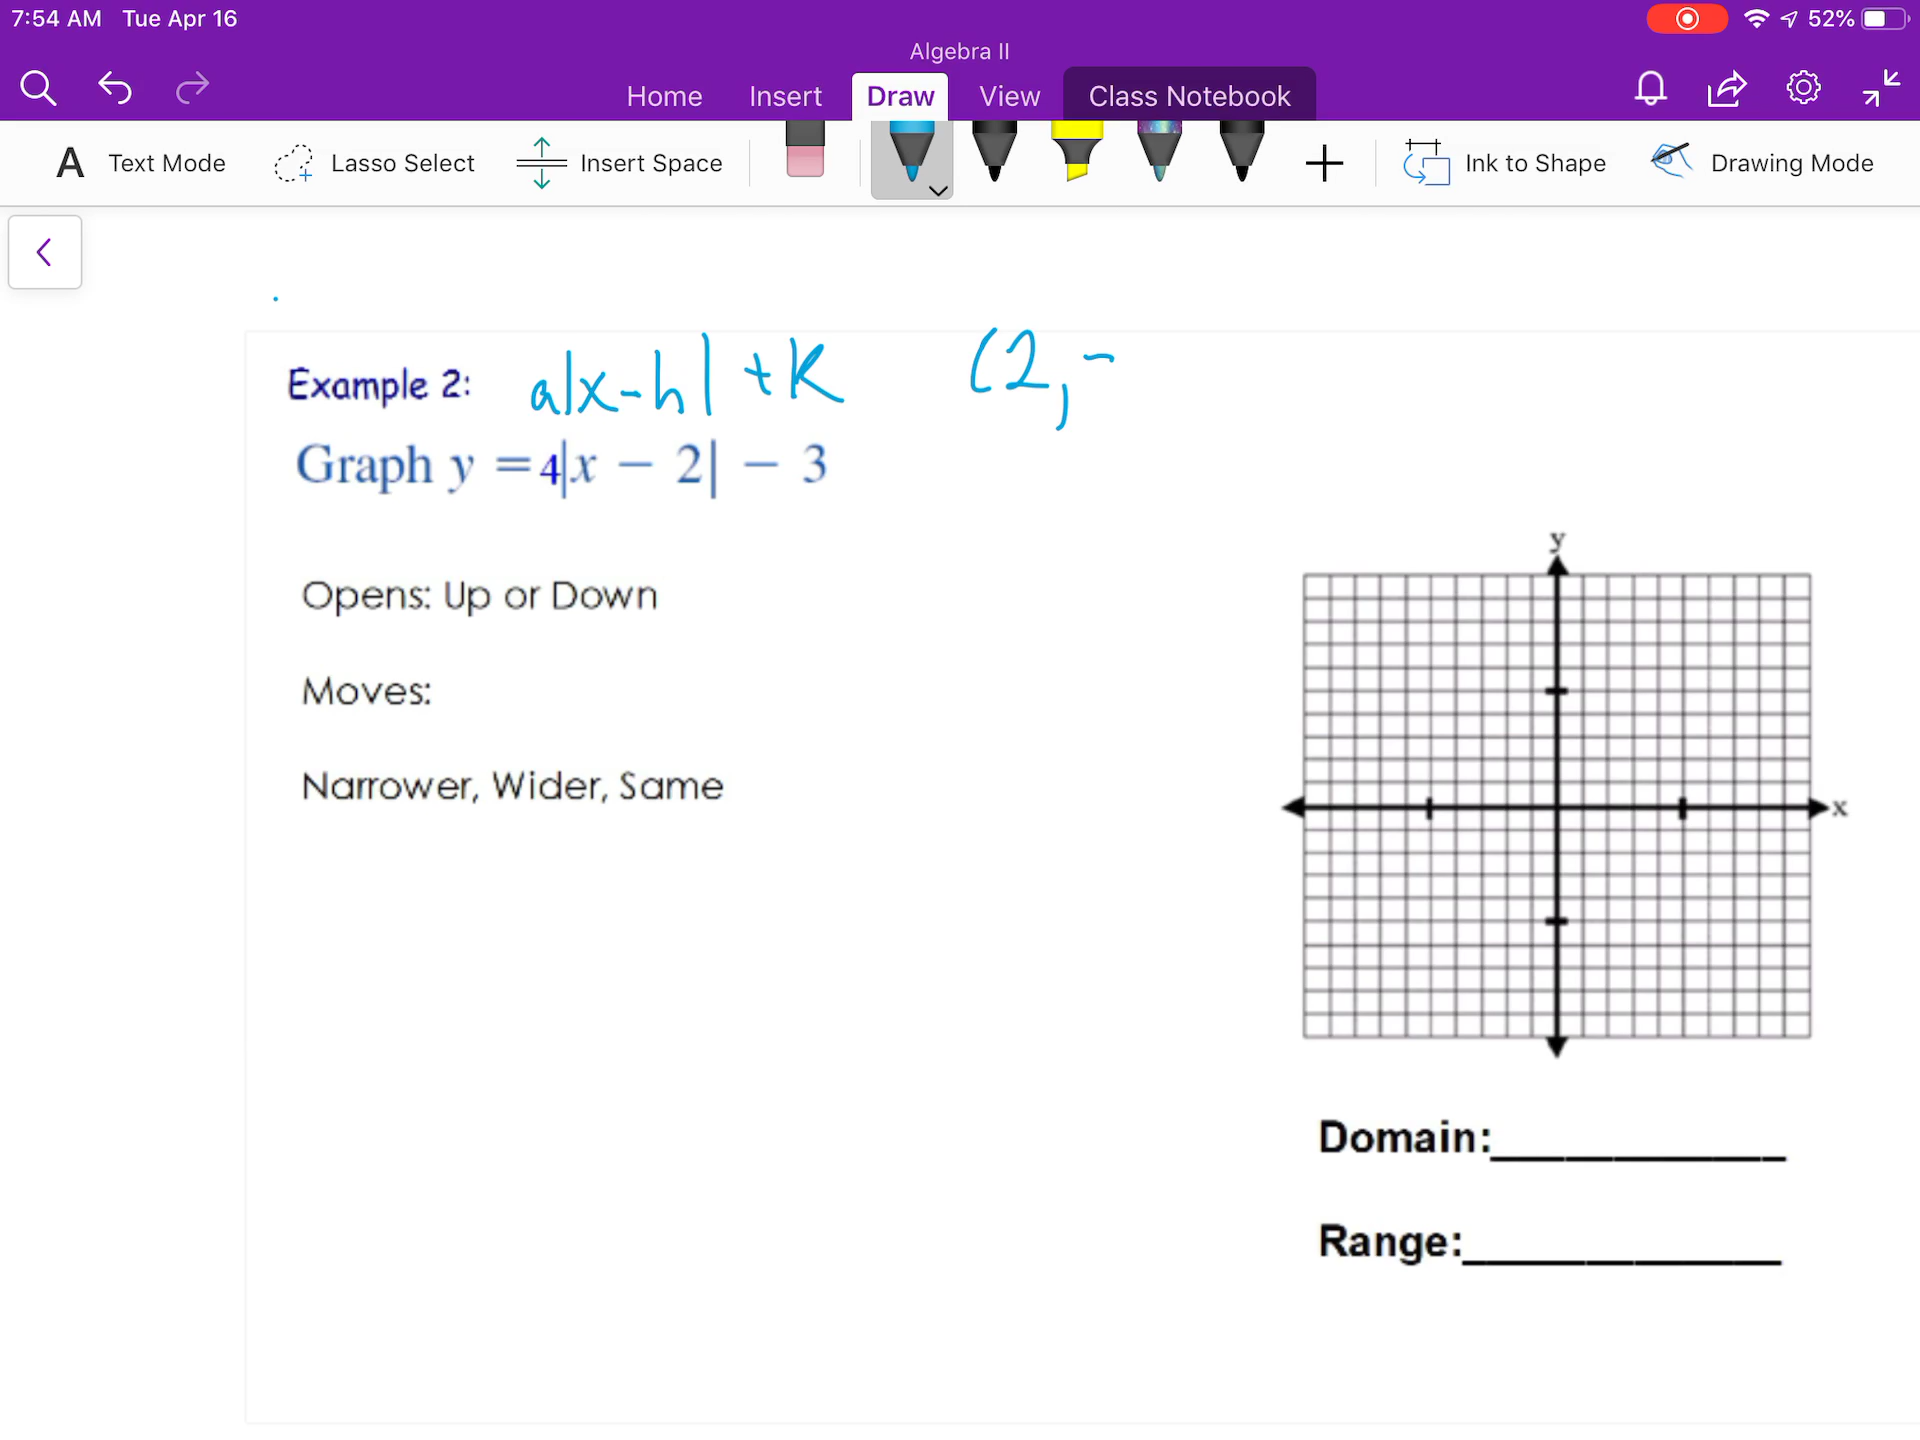 7:54 AM Tue Apr 16
52%
Algebra II
Home Insert Draw View Class Notebook
A Text Mode Lasso Select Insert Space Ink to Shape Drawing Mode
Example 2: a|x-h|+k (2,-
Graph y = 4|x − 2| − 3
Opens: Up or Down
Moves:
Narrower, Wider, Same
y
x
Domain:____________
Range:_____________